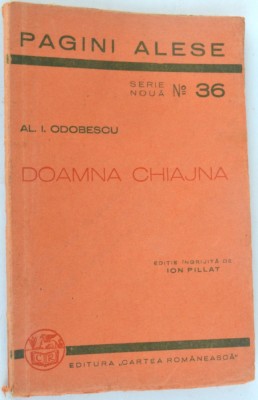 PAGINI ALESE
SERIE
NOUĂ № 36
AL. I. ODOBESCU
DOAMNA CHIAJNA
EDIȚIE ÎNGRIJITĂ DE
ION PILLAT
C.R.
EDITURA „CARTEA ROMÂNEASCĂ"